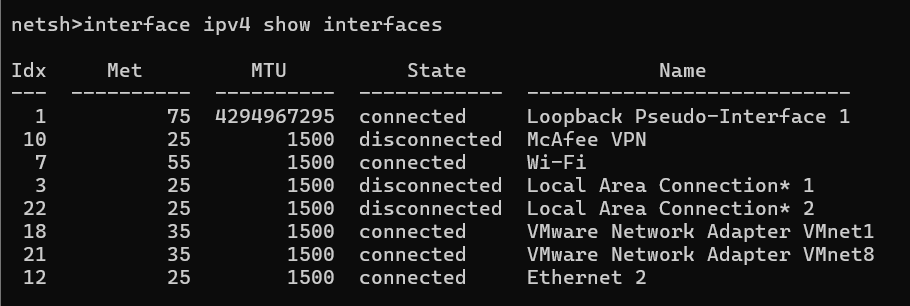 netsh>interface ipv4 show interfaces
Idx     Met         MTU          State                Name
---  ----------  ----------  ------------  ---------------------------
  1          75  4294967295  connected     Loopback Pseudo-Interface 1
 10          25        1500  disconnected  McAfee VPN
  7          55        1500  connected     Wi-Fi
  3          25        1500  disconnected  Local Area Connection* 1
 22          25        1500  disconnected  Local Area Connection* 2
 18          35        1500  connected     VMware Network Adapter VMnet1
 21          35        1500  connected     VMware Network Adapter VMnet8
 12          25        1500  connected     Ethernet 2